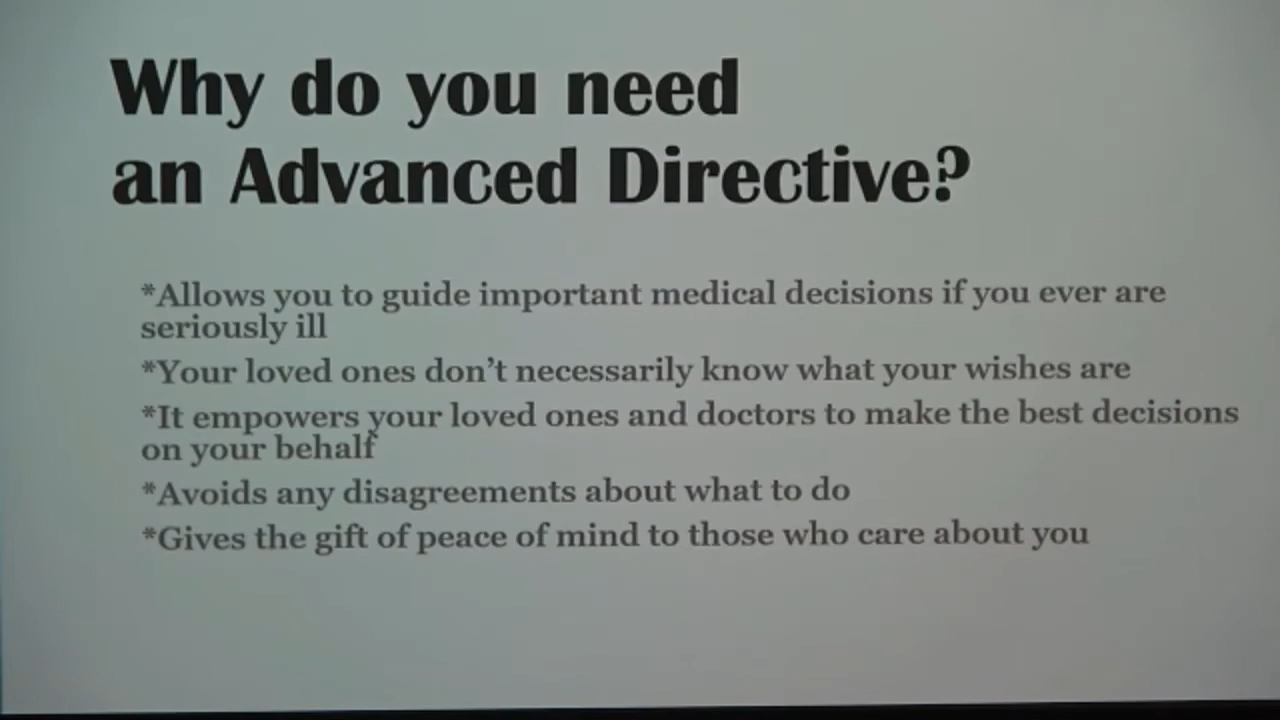 Why do you need
an Advanced Directive?
*Allows you to guide important medical decisions if you ever are
seriously ill
*Your loved ones don’t necessarily know what your wishes are
*It empowers your loved ones and doctors to make the best decisions
on your behalf
*Avoids any disagreements about what to do
*Gives the gift of peace of mind to those who care about you